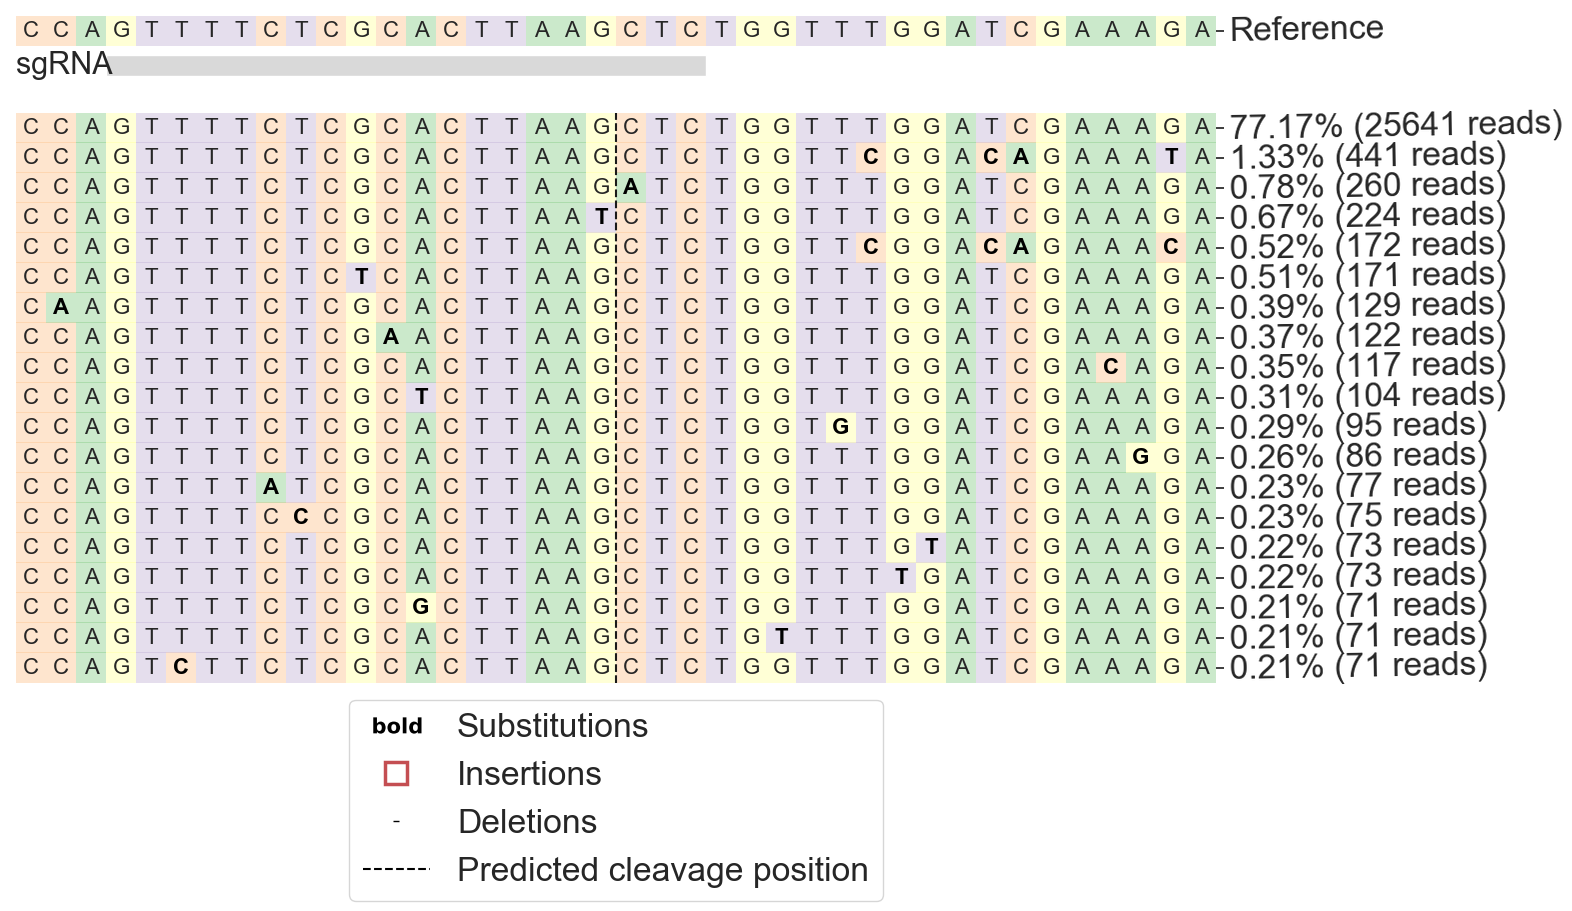 C C A G T T T T C T C G C A C T T A A G C T C T G G T T T G G A T C G A A A G A Reference
sgRNA
C C A G T T T T C T C G C A C T T A A G C T C T G G T T T G G A T C G A A A G A 77.17% (25641 reads)
C C A G T T T T C T C G C A C T T A A G C T C T G G T T C G G A C A G A A A T A 1.33% (441 reads)
C C A G T T T T C T C G C A C T T A A G A T C T G G T T T G G A T C G A A A G A 0.78% (260 reads)
C C A G T T T T C T C G C A C T T A A T C T C T G G T T T G G A T C G A A A G A 0.67% (224 reads)
C C A G T T T T C T C G C A C T T A A G C T C T G G T T C G G A C A G A A A C A 0.52% (172 reads)
C C A G T T T T C T C T C A C T T A A G C T C T G G T T T G G A T C G A A A G A 0.51% (171 reads)
C A A G T T T T C T C G C A C T T A A G C T C T G G T T T G G A T C G A A A G A 0.39% (129 reads)
C C A G T T T T C T C G A A C T T A A G C T C T G G T T T G G A T C G A A A G A 0.37% (122 reads)
C C A G T T T T C T C G C A C T T A A G C T C T G G T T T G G A T C G A C A G A 0.35% (117 reads)
C C A G T T T T C T C G C T C T T A A G C T C T G G T T T G G A T C G A A A G A 0.31% (104 reads)
C C A G T T T T C T C G C A C T T A A G C T C T G G T G T G G A T C G A A A G A 0.29% (95 reads)
C C A G T T T T C T C G C A C T T A A G C T C T G G T T T G G A T C G A A G G A 0.26% (86 reads)
C C A G T T T T A T C G C A C T T A A G C T C T G G T T T G G A T C G A A A G A 0.23% (77 reads)
C C A G T T T T C C C G C A C T T A A G C T C T G G T T T G G A T C G A A A G A 0.23% (75 reads)
C C A G T T T T C T C G C A C T T A A G C T C T G G T T T G T A T C G A A A G A 0.22% (73 reads)
C C A G T T T T C T C G C A C T T A A G C T C T G G T T T T G A T C G A A A G A 0.22% (73 reads)
C C A G T T T T C T C G C G C T T A A G C T C T G G T T T G G A T C G A A A G A 0.21% (71 reads)
C C A G T T T T C T C G C A C T T A A G C T C T G T T T T G G A T C G A A A G A 0.21% (71 reads)
C C A G T C T T C T C G C A C T T A A G C T C T G G T T T G G A T C G A A A G A 0.21% (71 reads)
bold Substitutions
Insertions
- Deletions
Predicted cleavage position